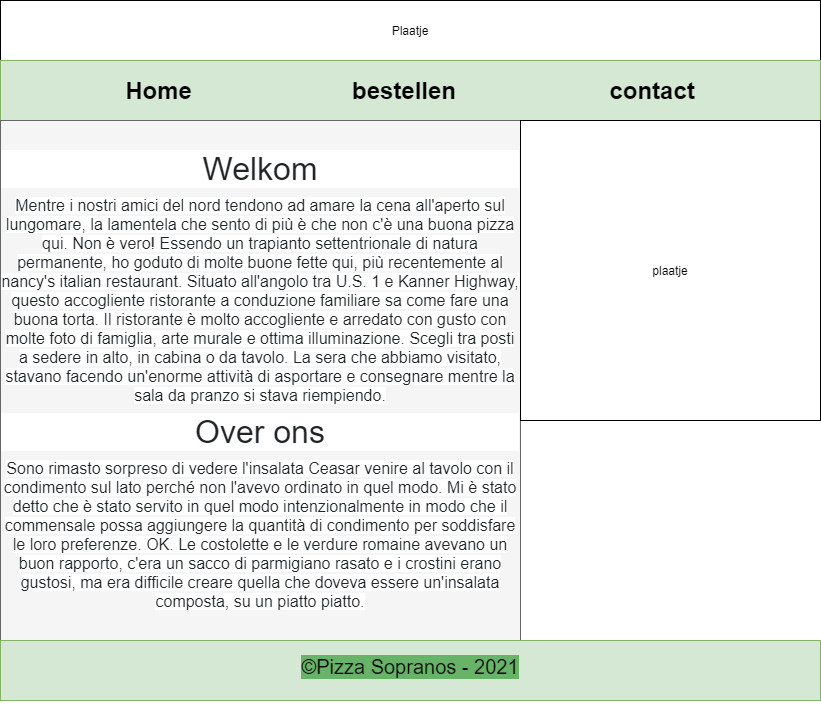 Plaatje
Home bestellen contact
Welkom
Mentre i nostri amici del nord tendono ad amare la cena all'aperto sul
lungomare, la lamentela che sento di più è che non c'è una buona pizza
qui. Non è vero! Essendo un trapianto settentrionale di natura
permanente, ho goduto di molte buone fette qui, più recentemente al
nancy's italian restaurant. Situato all'angolo tra U.S. 1 e Kanner Highway,
questo accogliente ristorante a conduzione familiare sa come fare una
buona torta. Il ristorante è molto accogliente e arredato con gusto con
molte foto di famiglia, arte murale e ottima illuminazione. Scegli tra posti
a sedere in alto, in cabina o da tavolo. La sera che abbiamo visitato,
stavano facendo un'enorme attività di asportare e consegnare mentre la
sala da pranzo si stava riempiendo.
plaatje
Over ons
Sono rimasto sorpreso di vedere l'insalata Ceasar venire al tavolo con il
condimento sul lato perché non l'avevo ordinato in quel modo. Mi è stato
detto che è stato servito in quel modo intenzionalmente in modo che il
commensale possa aggiungere la quantità di condimento per soddisfare
le loro preferenze. OK. Le costolette e le verdure romaine avevano un
buon rapporto, c'era un sacco di parmigiano rasato e i crostini erano
gustosi, ma era difficile creare quella che doveva essere un'insalata
composta, su un piatto piatto.
©Pizza Sopranos - 2021